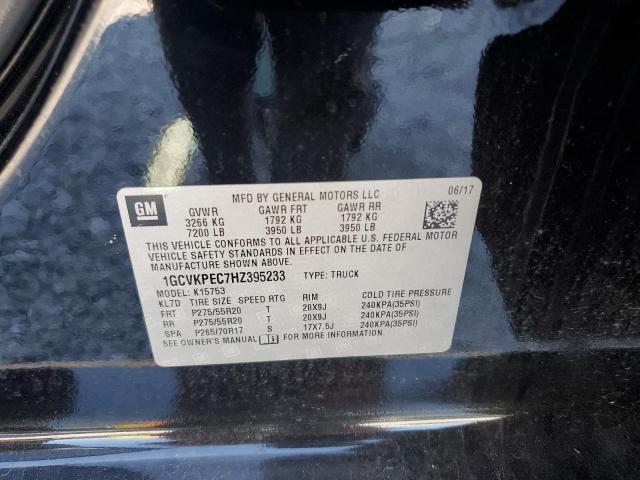 GM
MFD BY GENERAL MOTORS LLC 06/17
GVWR GAWR FRT GAWR RR
3266 KG 1792 KG 1792 KG
7200 LB 3950 LB 3950 LB
THIS VEHICLE CONFORMS TO ALL APPLICABLE U.S. FEDERAL MOTOR
VEHICLE SAFETY STANDARDS IN EFFECT ON THE DATE OF
MANUFACTURE SHOWN ABOVE.
1GCVKPEC7HZ395233 TYPE: TRUCK
MODEL: K15753
KL7D TIRE SIZE SPEED RTG RIM COLD TIRE PRESSURE
FRT P275/55R20 T 20X9J 240KPA(35PSI)
RR P275/55R20 T 20X9J 240KPA(35PSI)
SPA P265/70R17 S 17X7.5J 240KPA(35PSI)
SEE OWNER'S MANUAL FOR MORE INFORMATION.